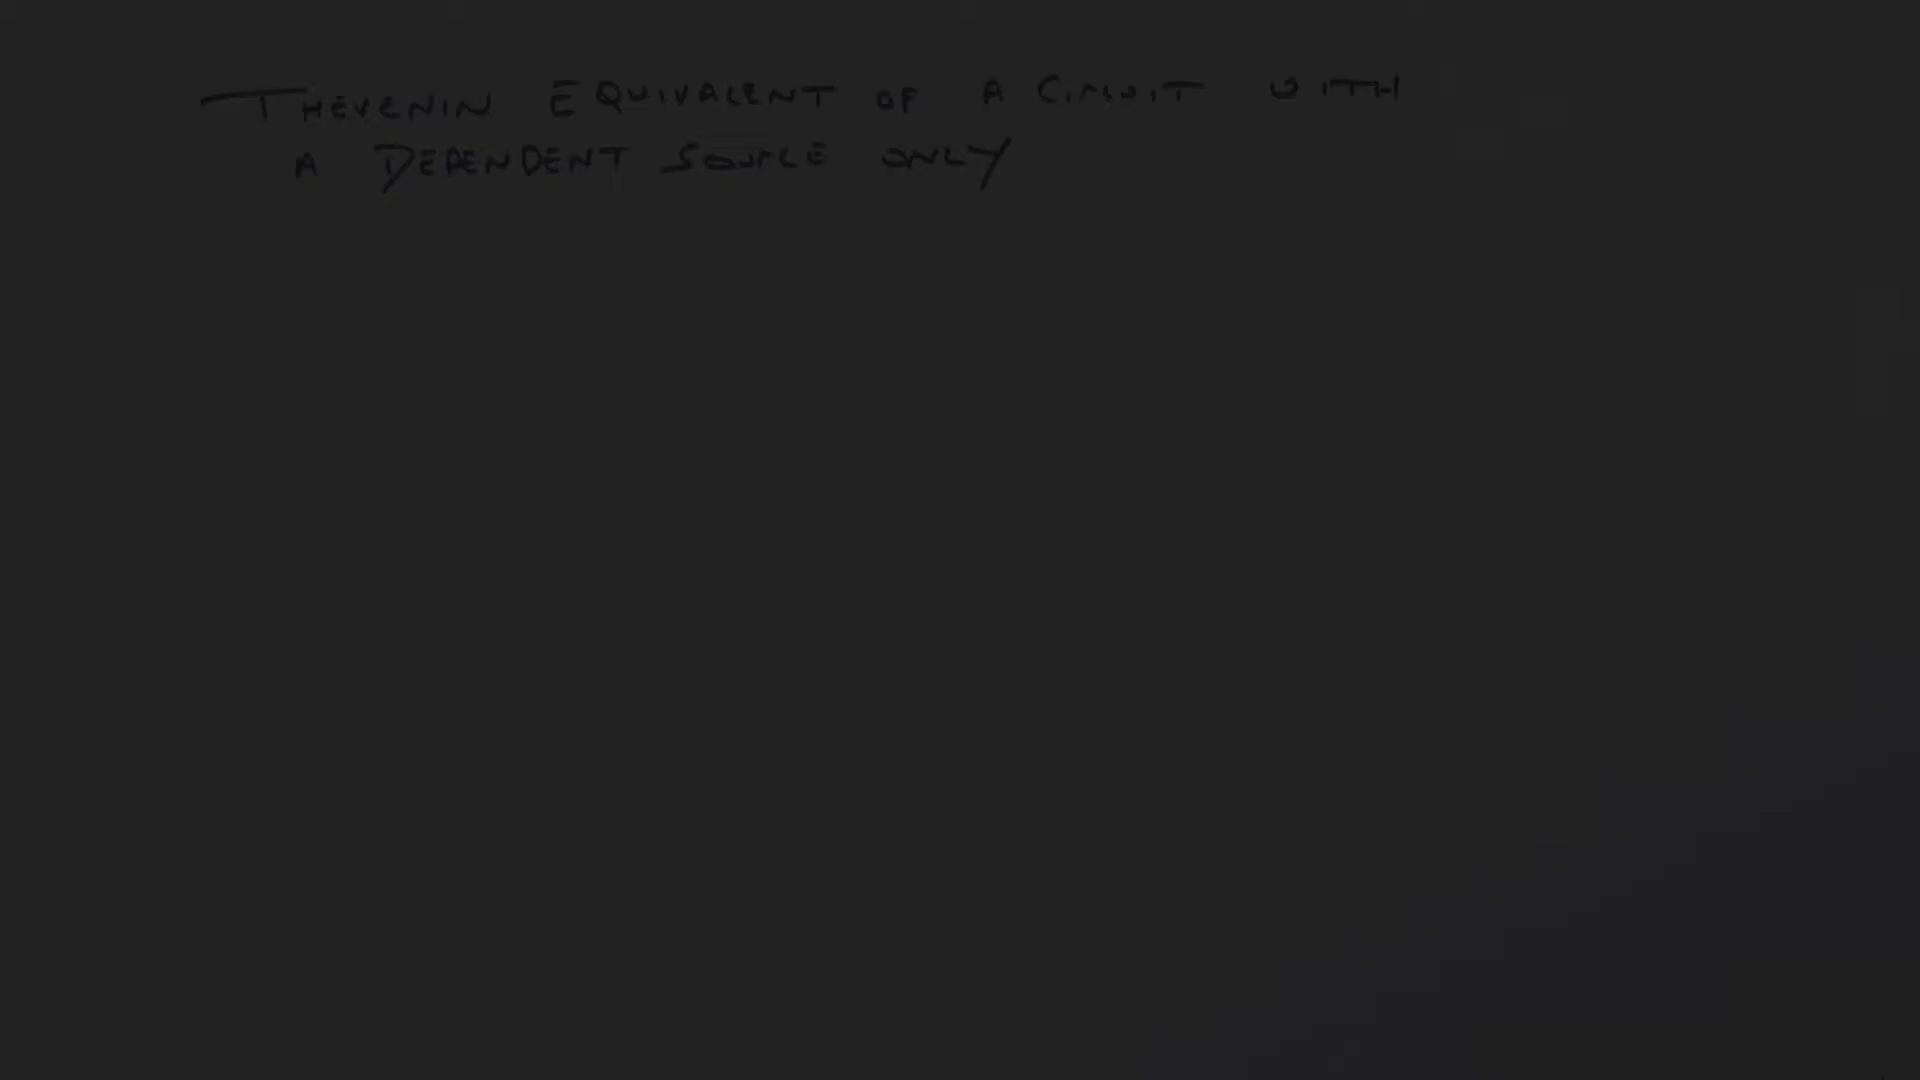 THEVENIN EQUIVALENT OF A CIRCUIT WITH
A DEPENDENT SOURCE ONLY